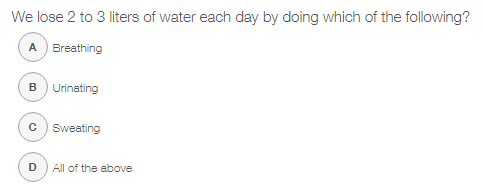 We lose 2 to 3 liters of water each day by doing which of the following?
A Breathing
B Urinating
C Sweating
D All of the above